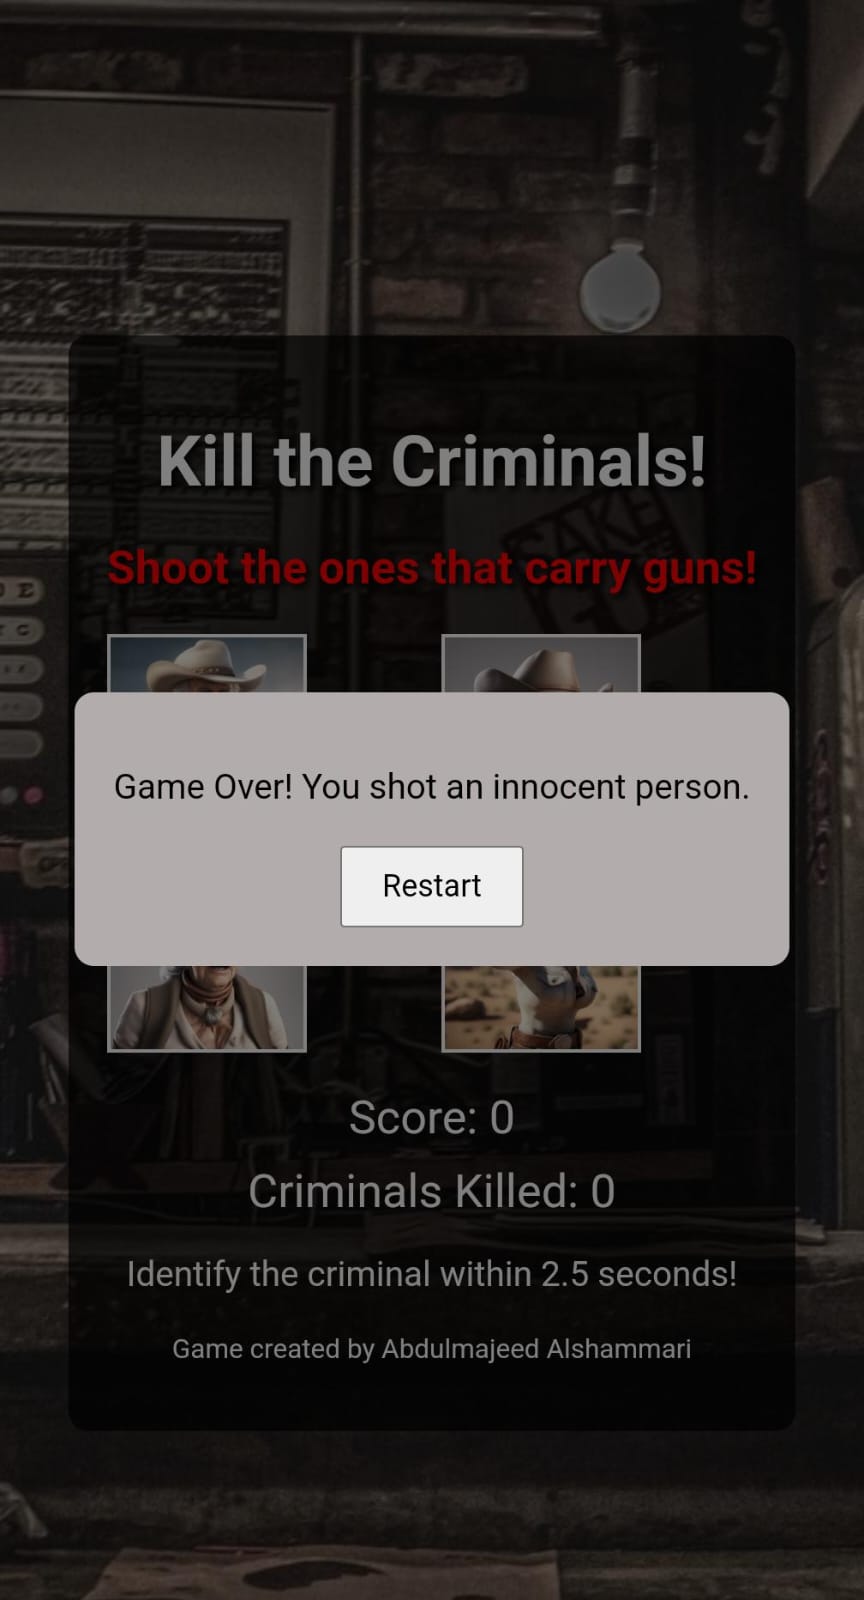 Kill the Criminals!
Shoot the ones that carry guns!
Game Over! You shot an innocent person.
Restart
Score: 0
Criminals Killed: 0
Identify the criminal within 2.5 seconds!
Game created by Abdulmajeed Alshammari